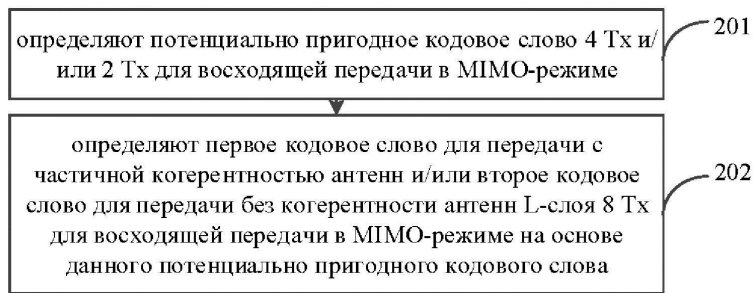 определяют потенциально пригодное кодовое слово 4 Tx и/
или 2 Tx для восходящей передачи в MIMO-режиме
201
определяют первое кодовое слово для передачи с
частичной когерентностью антенн и/или второе кодовое
слово для передачи без когерентности антенн L-слоя 8 Tx
для восходящей передачи в MIMO-режиме на основе
данного потенциально пригодного кодового слова
202